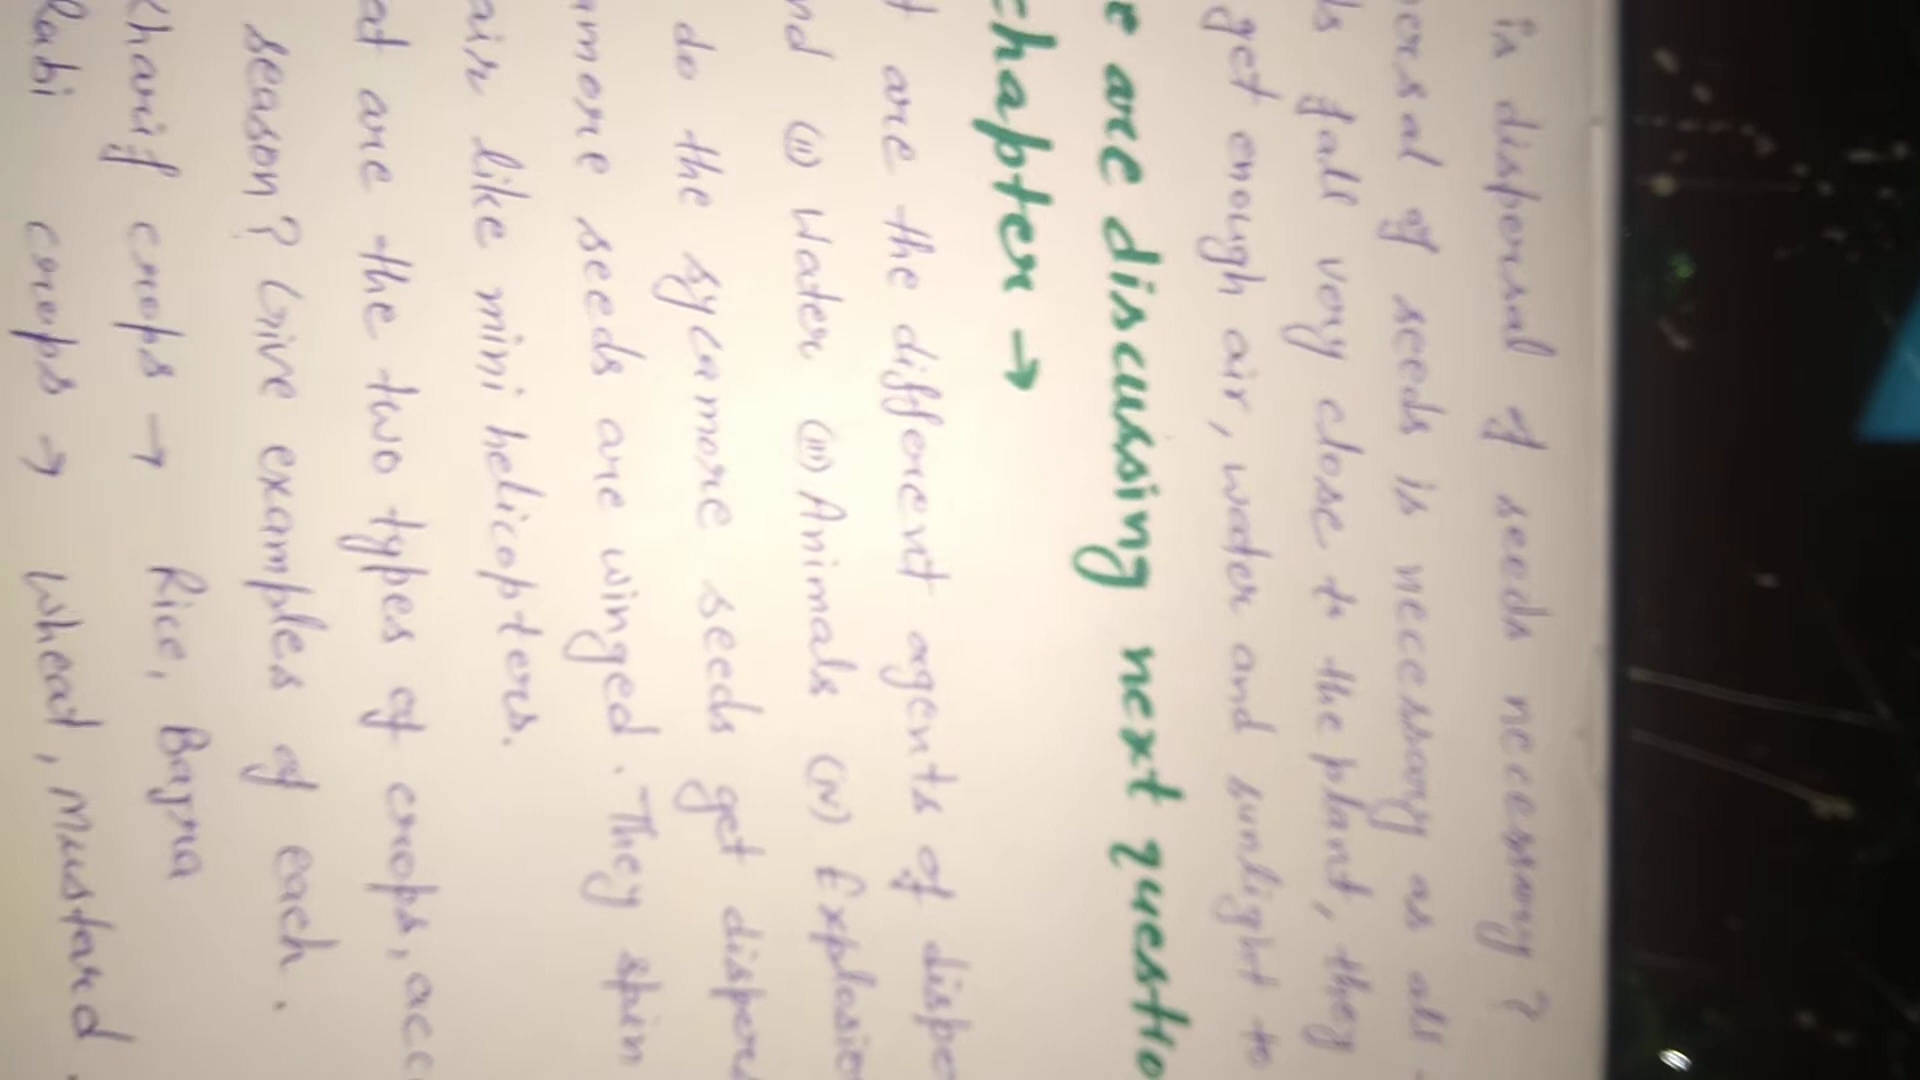 is dispersal of seeds necessary?
ersal of seeds is necessary as all
ds fall very close to the plant, they
get enough air, water and sunlight to
e are discussing next questio
chapter →
t are the different agents of dispe
nd (ii) Water (iii) Animals (iv) Explosion
do the sycamore seeds get dispers
amore seeds are winged. They spin
air like mini helicopters.
at are the two types of crops, acc
season? Give examples of each.
Kharif crops → Rice, Bajra
Rabi crops → Wheat, Mustard.